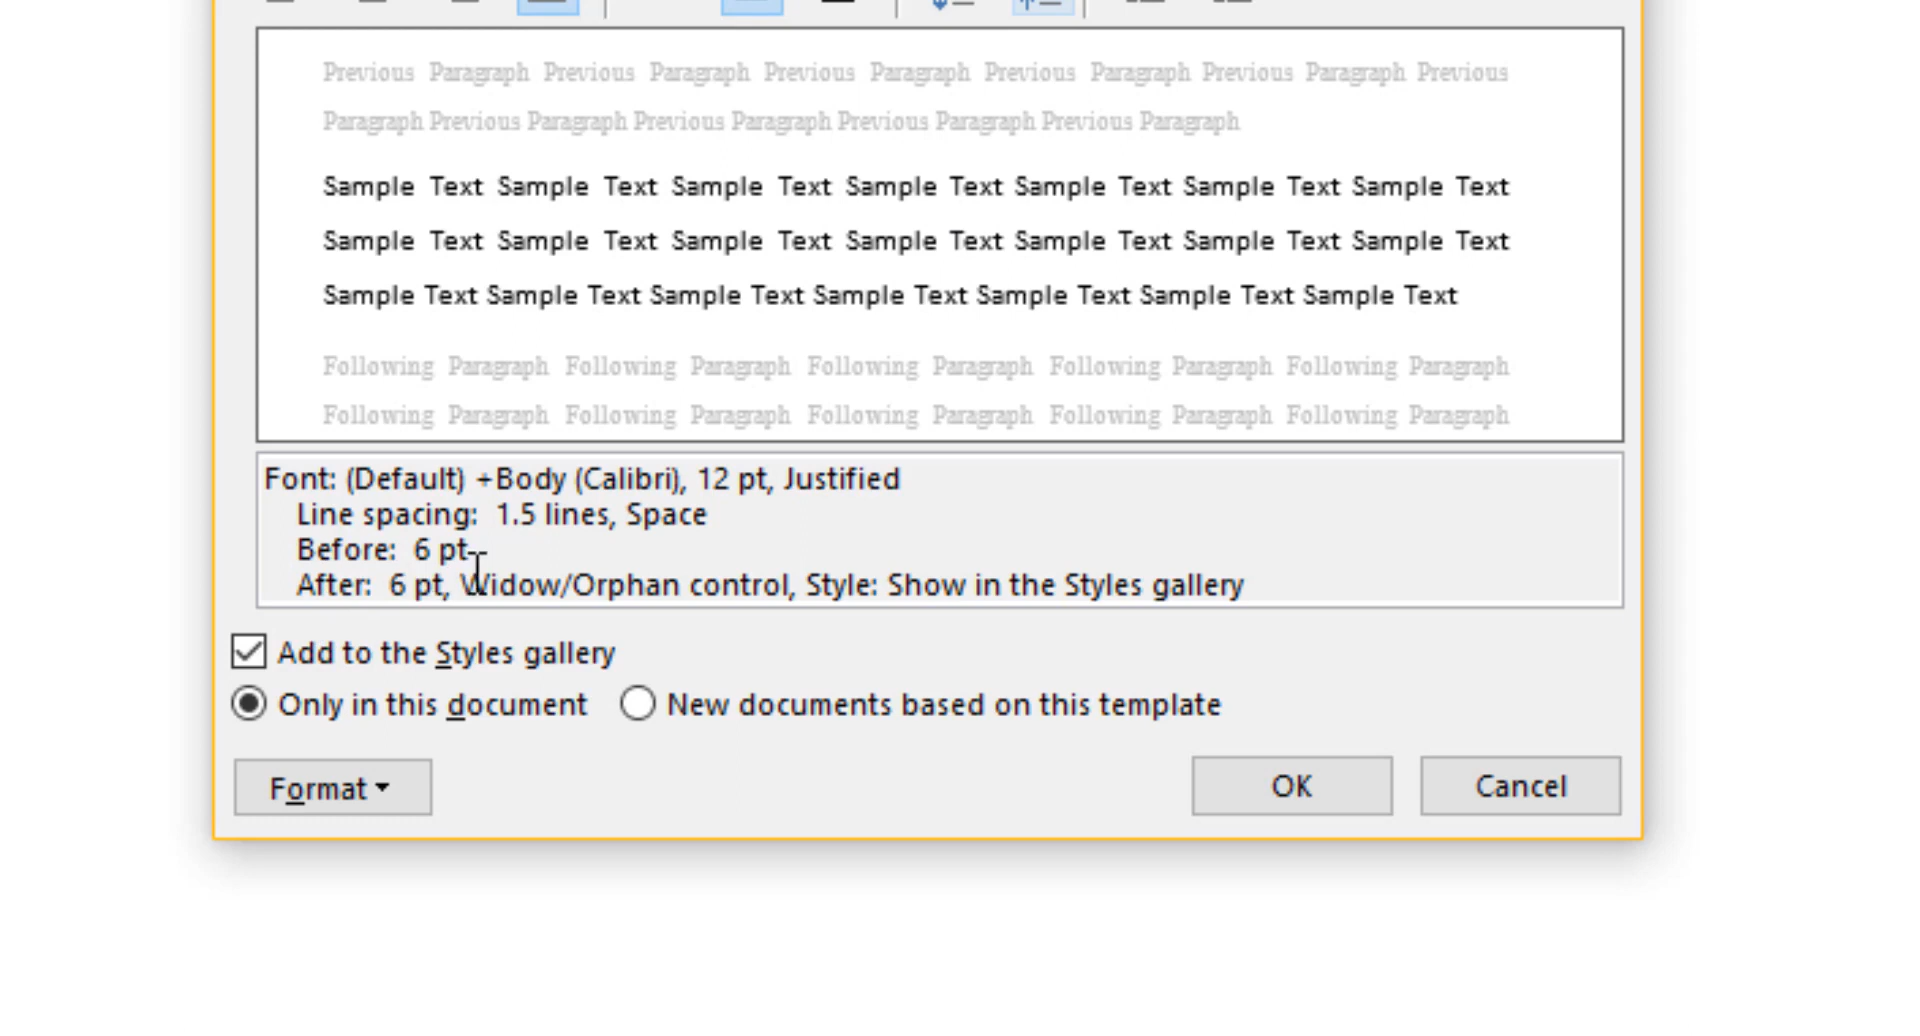 Previous Paragraph Previous Paragraph Previous Paragraph Previous Paragraph Previous Paragraph Previous
Paragraph Previous Paragraph Previous Paragraph Previous Paragraph Previous Paragraph
Sample Text Sample Text Sample Text Sample Text Sample Text Sample Text Sample Text
Sample Text Sample Text Sample Text Sample Text Sample Text Sample Text Sample Text
Sample Text Sample Text Sample Text Sample Text Sample Text Sample Text Sample Text
Following Paragraph Following Paragraph Following Paragraph Following Paragraph Following Paragraph
Following Paragraph Following Paragraph Following Paragraph Following Paragraph Following Paragraph
Font: (Default) +Body (Calibri), 12 pt, Justified
Line spacing: 1.5 lines, Space
Before: 6 pt
After: 6 pt, Widow/Orphan control, Style: Show in the Styles gallery
Add to the Styles gallery
Only in this document New documents based on this template
Format OK Cancel